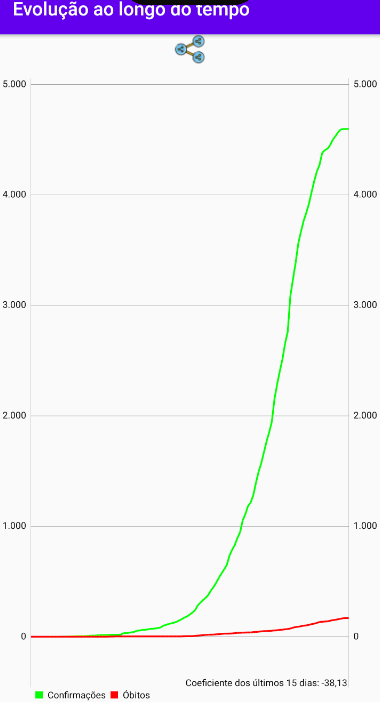 Evolução ao longo do tempo
5.000 5.000
4.000 4.000
3.000 3.000
2.000 2.000
1.000 1.000
0 0
Coeficiente dos últimos 15 dias: -38,13
Confirmações Óbitos